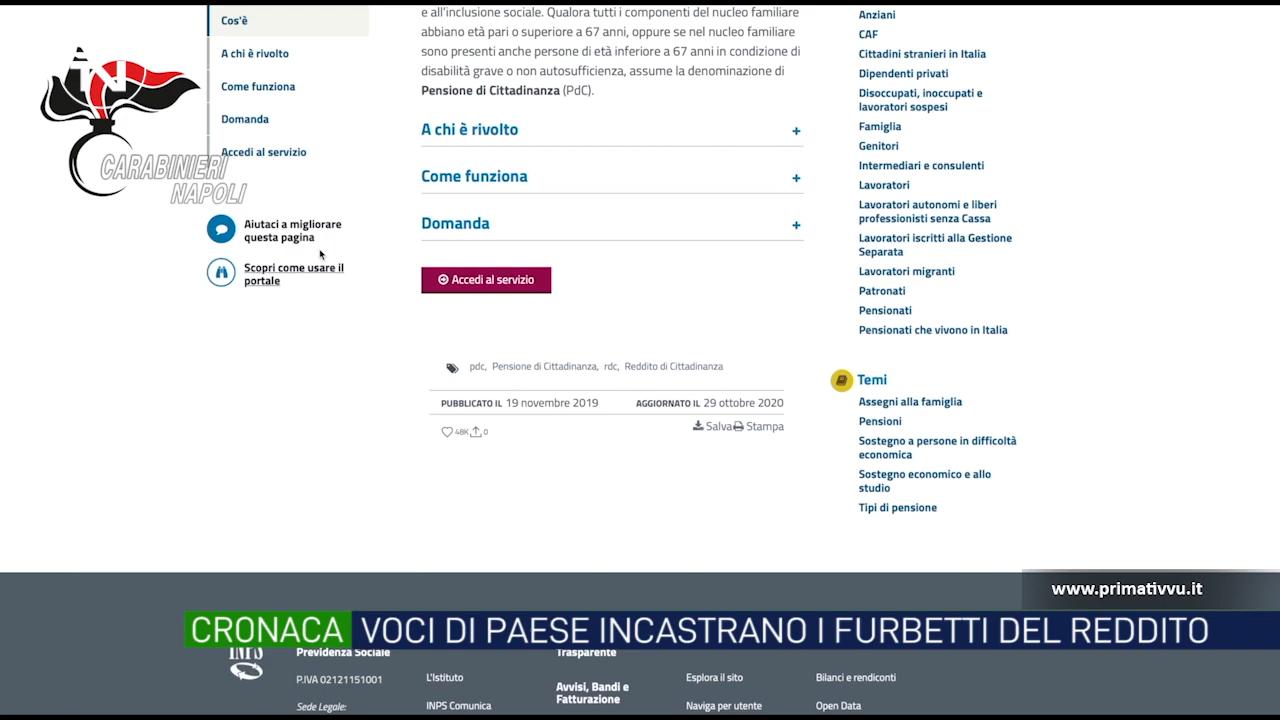 Cos'è
A chi è rivolto
Come funziona
Domanda
Accedi al servizio
CARABINIERI
NAPOLI
Aiutaci a migliorare
questa pagina
Scopri come usare il
portale
e all'inclusione sociale. Qualora tutti i componenti del nucleo familiare
abbiano età pari o superiore a 67 anni, oppure se nel nucleo familiare
sono presenti anche persone di età inferiore a 67 anni in condizione di
disabilità grave o non autosufficienza, assume la denominazione di
Pensione di Cittadinanza (PdC).
A chi è rivolto +
Come funziona +
Domanda +
Accedi al servizio
pdc, Pensione di Cittadinanza, rdc, Reddito di Cittadinanza
PUBBLICATO IL 19 novembre 2019 AGGIORNATO IL 29 ottobre 2020
48K 0 Salva Stampa
Anziani
CAF
Cittadini stranieri in Italia
Dipendenti privati
Disoccupati, inoccupati e
lavoratori sospesi
Famiglia
Genitori
Intermediari e consulenti
Lavoratori
Lavoratori autonomi e liberi
professionisti senza Cassa
Lavoratori iscritti alla Gestione
Separata
Lavoratori migranti
Patronati
Pensionati
Pensionati che vivono in Italia
Temi
Assegni alla famiglia
Pensioni
Sostegno a persone in difficoltà
economica
Sostegno economico e allo
studio
Tipi di pensione
www.primativvu.it
CRONACA VOCI DI PAESE INCASTRANO I FURBETTI DEL REDDITO
INPS
Previdenza Sociale
P.IVA 02121151001
Sede Legale:
L'Istituto
INPS Comunica
Trasparente
Avvisi, Bandi e
Fatturazione
Esplora il sito
Naviga per utente
Bilanci e rendiconti
Open Data